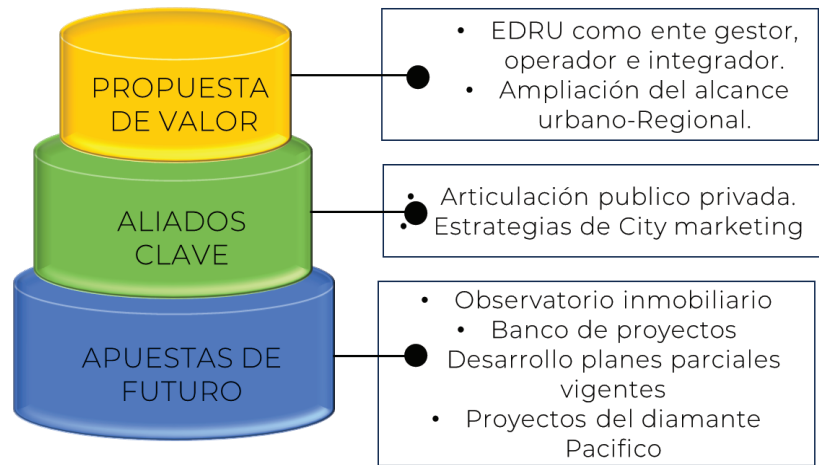 PROPUESTA
DE VALOR
• EDRU como ente gestor,
operador e integrador.
• Ampliación del alcance
urbano-Regional.
ALIADOS
CLAVE
• Articulación publico privada.
• Estrategias de City marketing
APUESTAS DE
FUTURO
• Observatorio inmobiliario
• Banco de proyectos
Desarrollo planes parciales
vigentes
• Proyectos del diamante
Pacifico